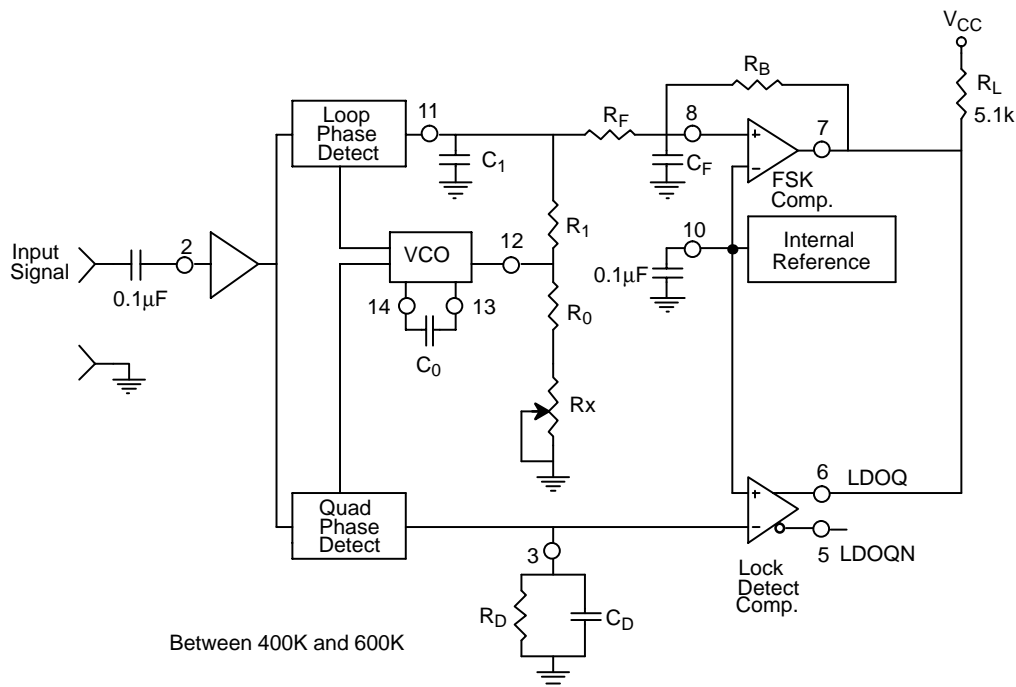 VCC
RB
RL
5.1k
Loop
Phase
Detect
11
RF
8
7
C1
CF
+
−
FSK
Comp.
R1
Input
Signal
2
0.1µF
VCO
12
10
Internal
Reference
0.1µF
14
13
C0
R0
Rx
6
LDOQ
+
−
5
LDOQN
Quad
Phase
Detect
3
Lock
Detect
Comp.
RD
CD
Between 400K and 600K